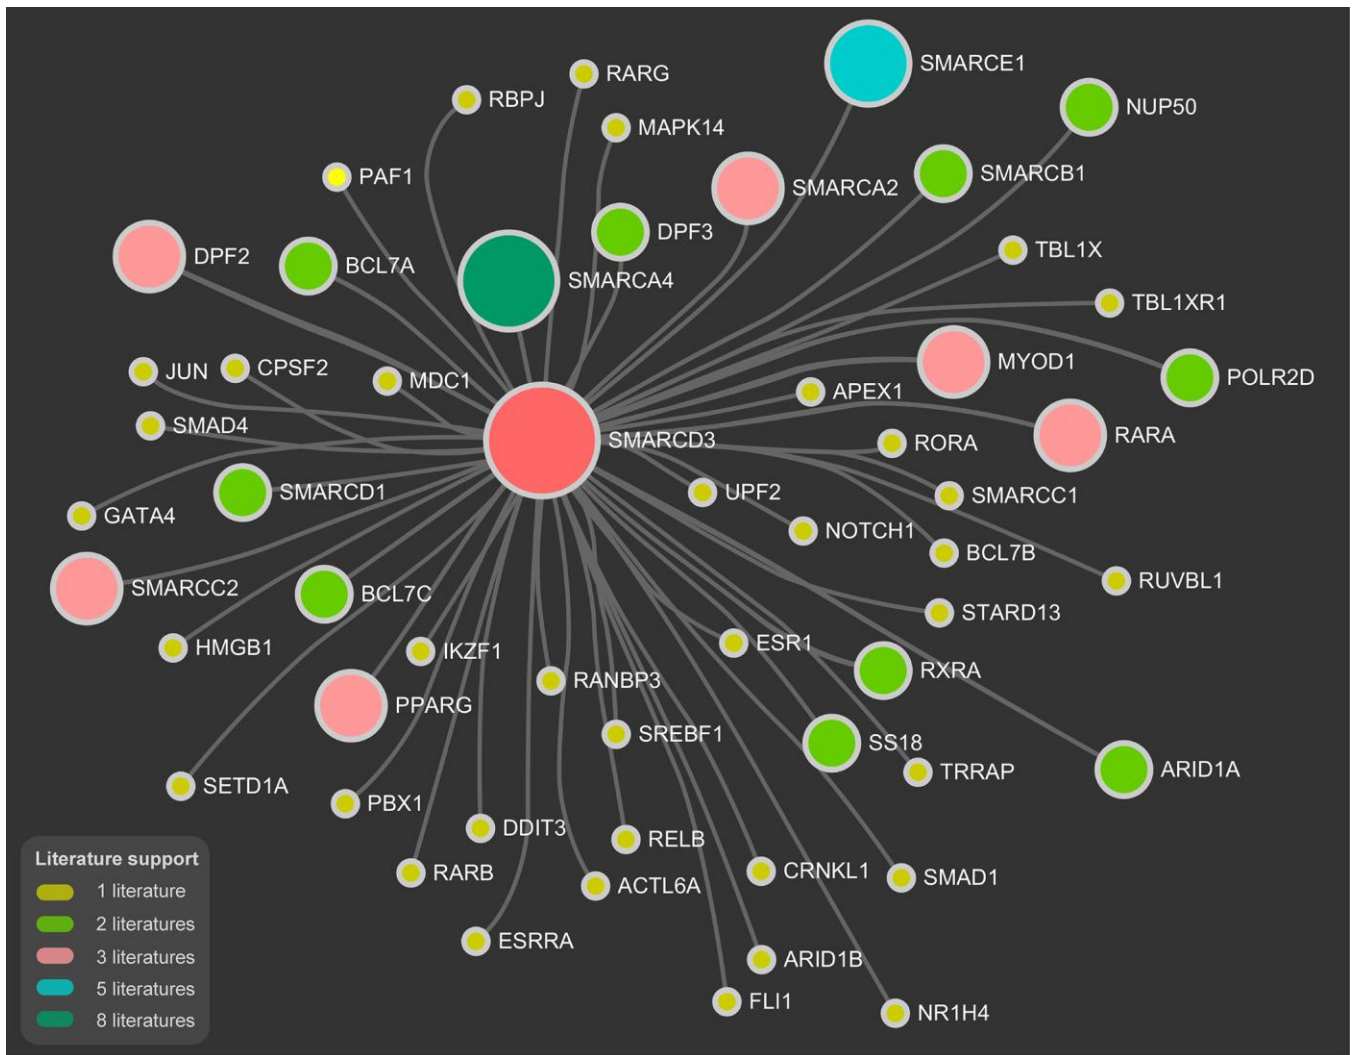 SMARCE1
RARG
RBPJ
NUP50
MAPK14
SMARCB1
PAF1
SMARCA2
DPF3
TBL1X
DPF2
BCL7A
SMARCA4
TBL1XR1
MYOD1
CPSF2
JUN
MDC1
POLR2D
APEX1
SMAD4
RARA
SMARCD3
RORA
SMARCD1
UPF2
SMARCC1
GATA4
NOTCH1
BCL7B
RUVBL1
SMARCC2
BCL7C
STARD13
ESR1
HMGB1
IKZF1
RXRA
RANBP3
PPARG
SREBF1
SS18
ARID1A
TRRAP
SETD1A
PBX1
DDIT3
RELB
CRNKL1
RARB
SMAD1
ACTL6A
ESRRA
ARID1B
FLI1
NR1H4
Literature support
1 literature
2 literatures
3 literatures
5 literatures
8 literatures